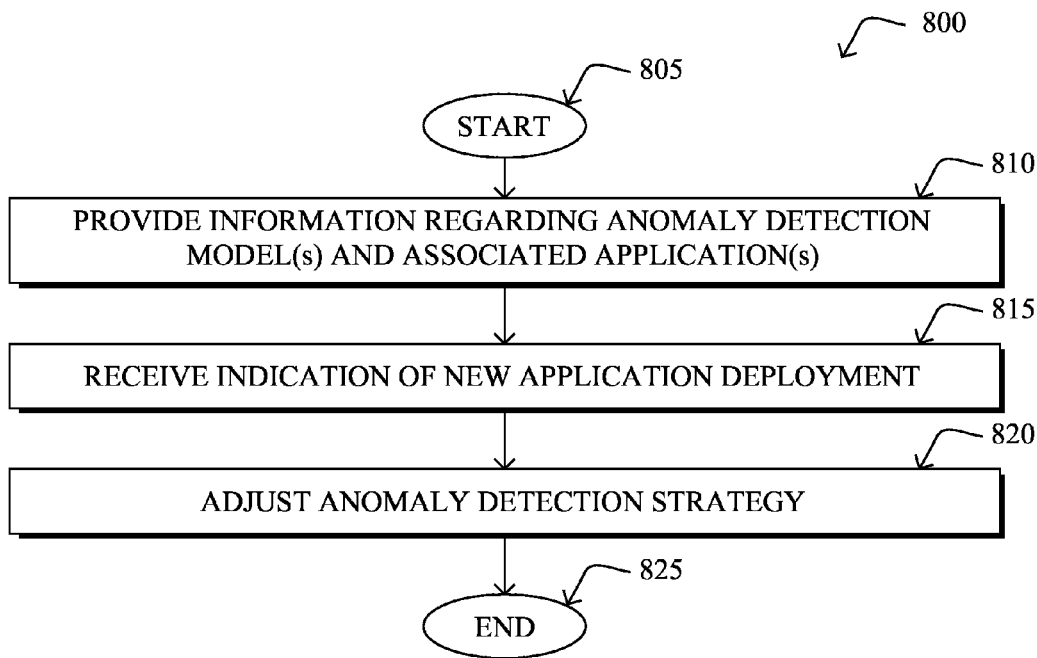 800
805
START
810
PROVIDE INFORMATION REGARDING ANOMALY DETECTION
MODEL(s) AND ASSOCIATED APPLICATION(s)
815
RECEIVE INDICATION OF NEW APPLICATION DEPLOYMENT
820
ADJUST ANOMALY DETECTION STRATEGY
825
END